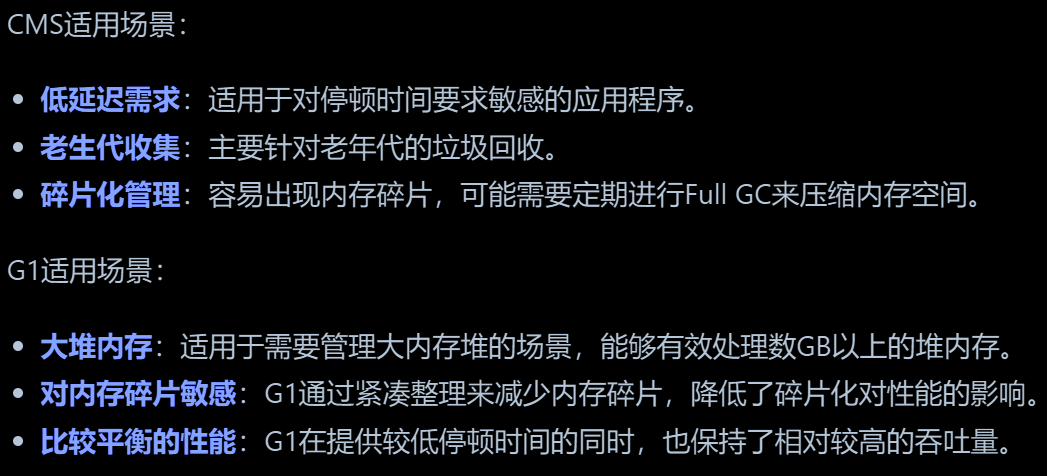 CMS适用场景：
低延迟需求：适用于对停顿时间要求敏感的应用程序。
老生代收集：主要针对老年代的垃圾回收。
碎片化管理：容易出现内存碎片，可能需要定期进行Full GC来压缩内存空间。
G1适用场景：
大堆内存：适用于需要管理大内存堆的场景，能够有效处理数GB以上的堆内存。
对内存碎片敏感：G1通过紧凑整理来减少内存碎片，降低了碎片化对性能的影响。
比较平衡的性能：G1在提供较低停顿时间的同时，也保持了相对较高的吞吐量。